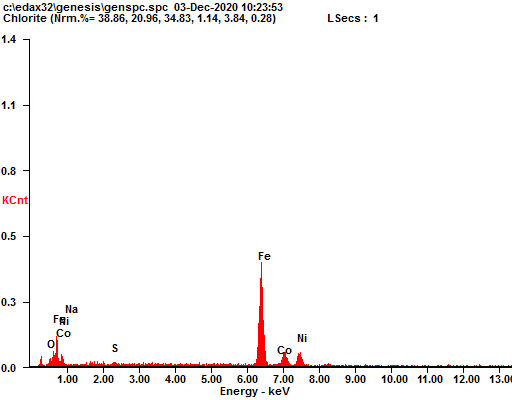 c:\edax32\genesis\genspc.spc 03-Dec-2020 10:23:53
Chlorite (Nrm.%= 38.86, 20.96, 34.83, 1.14, 3.84, 0.28) LSecs : 1
1.4
1.1
0.8
KCnt
0.5
Fe
0.3
Na
Fe Ni
Co
O
S
Co
Ni
0.0
1.00 2.00 3.00 4.00 5.00 6.00 7.00 8.00 9.00 10.00 11.00 12.00 13.00
Energy - keV